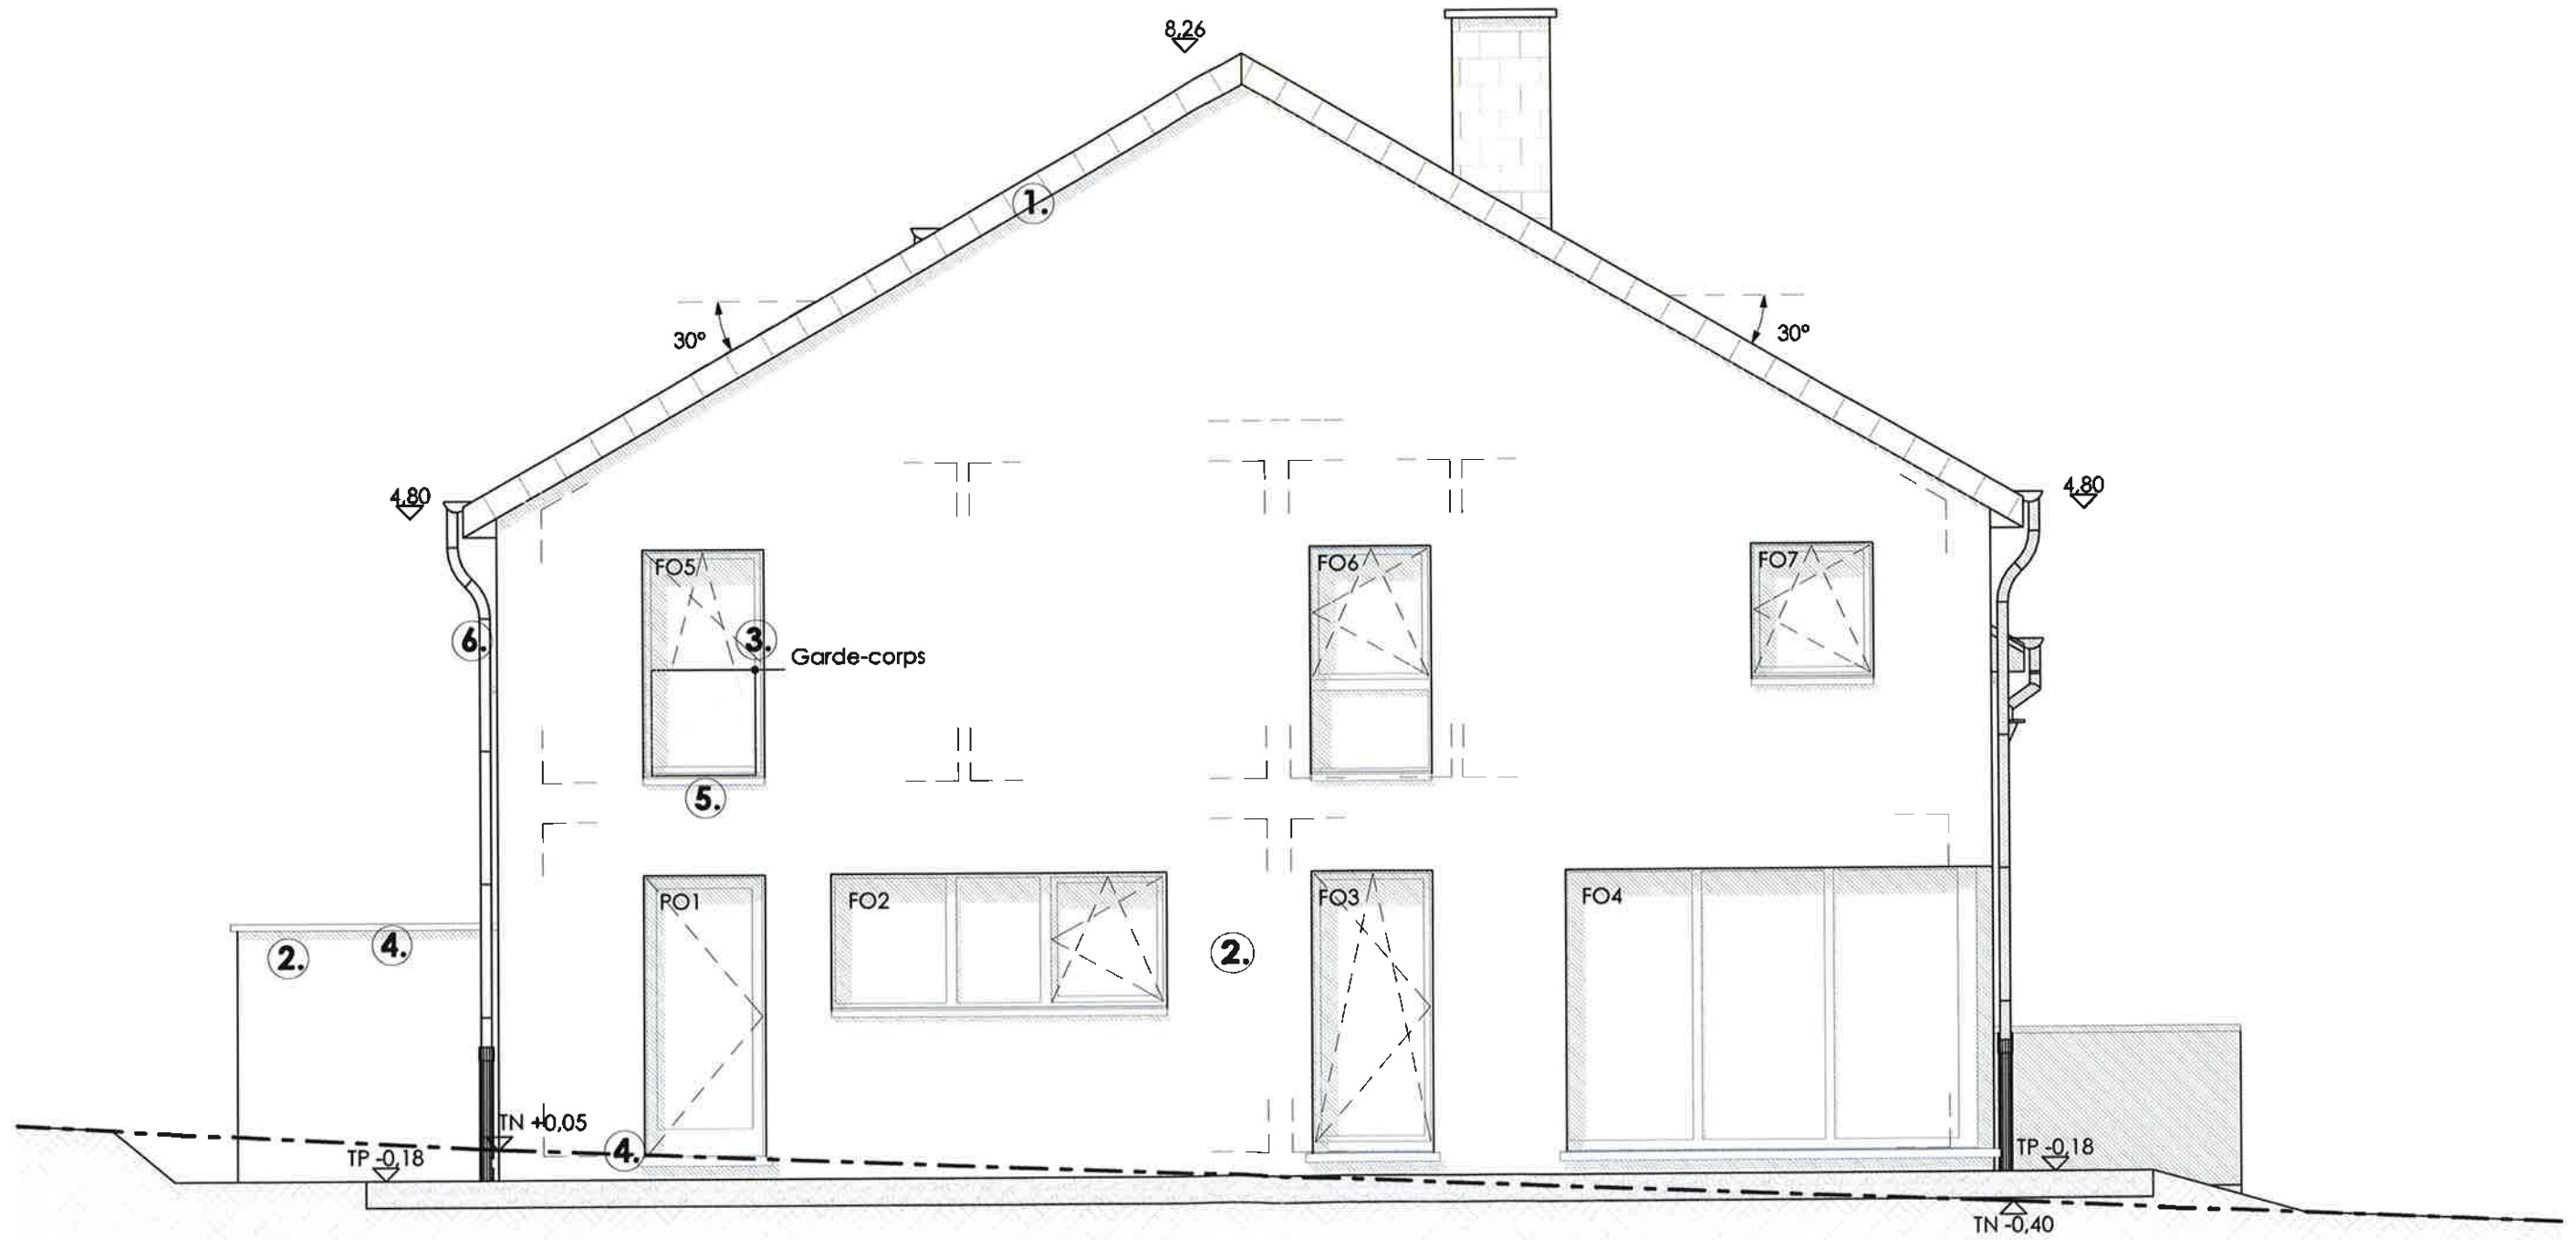 8,26
1.
30°
30°
4,80
4,80
FO5
FO6
FO7
6.
3.
Garde-corps
5.
PO1
FO2
FO3
FO4
2.
4.
2.
TN +0,05
4.
TP -0,18
TP -0,18
TN -0,40